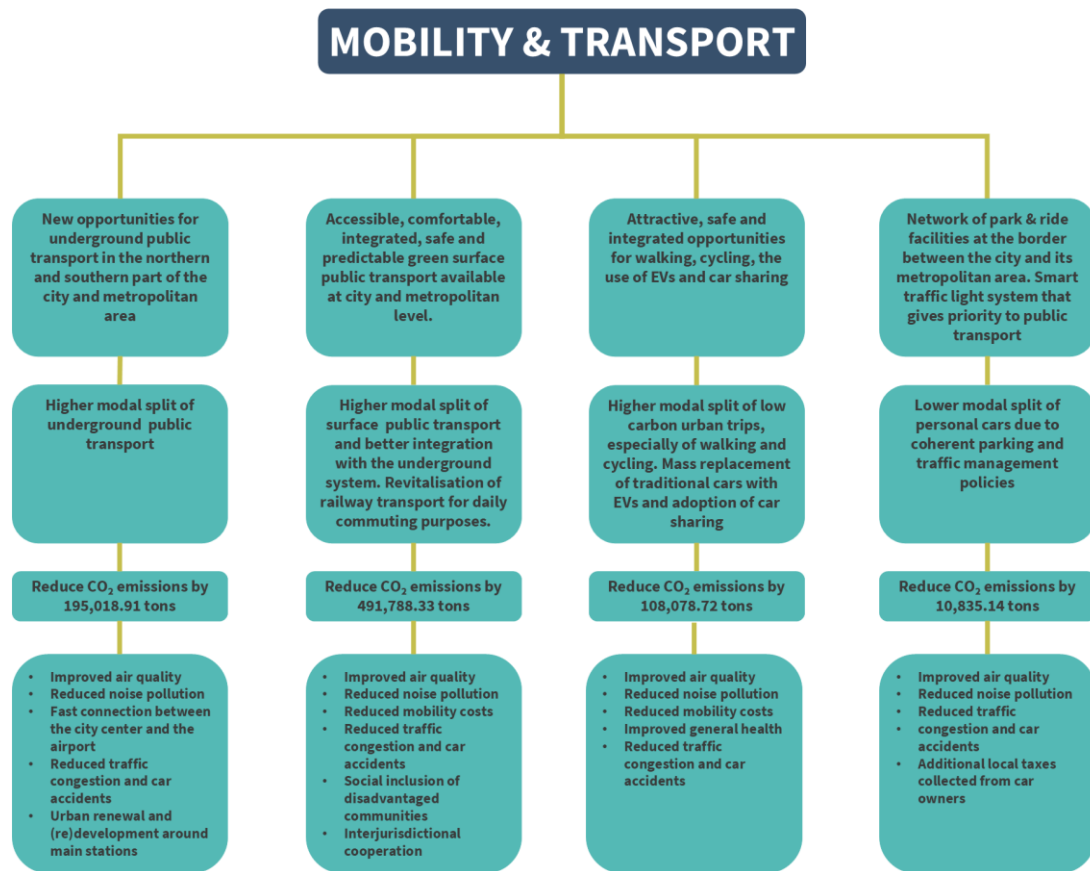 MOBILITY & TRANSPORT
New opportunities for
underground public
transport in the northern
and southern part of the
city and metropolitan
area
Higher modal split of
underground public
transport
Reduce CO₂ emissions by
195,018.91 tons
• Improved air quality
• Reduced noise pollution
• Fast connection between
the city center and the
airport
• Reduced traffic
congestion and car
accidents
• Urban renewal and
(re)development around
main stations
Accessible, comfortable,
integrated, safe and
predictable green surface
public transport available
at city and metropolitan
level.
Higher modal split of
surface public transport
and better integration
with the underground
system. Revitalisation of
railway transport for daily
commuting purposes.
Reduce CO₂ emissions by
491,788.33 tons
• Improved air quality
• Reduced noise pollution
• Reduced mobility costs
• Reduced traffic
congestion and car
accidents
• Social inclusion of
disadvantaged
communities
• Interjurisdictional
cooperation
Attractive, safe and
integrated opportunities
for walking, cycling, the
use of EVs and car sharing
Higher modal split of low
carbon urban trips,
especially of walking and
cycling. Mass replacement
of traditional cars with
EVs and adoption of car
sharing
Reduce CO₂ emissions by
108,078.72 tons
• Improved air quality
• Reduced noise pollution
• Reduced mobility costs
• Improved general health
• Reduced traffic
congestion and car
accidents
Network of park & ride
facilities at the border
between the city and its
metropolitan area. Smart
traffic light system that
gives priority to public
transport
Lower modal split of
personal cars due to
coherent parking and
traffic management
policies
Reduce CO₂ emissions by
10,835.14 tons
• Improved air quality
• Reduced noise pollution
• Reduced traffic
• congestion and car
accidents
• Additional local taxes
collected from car
owners